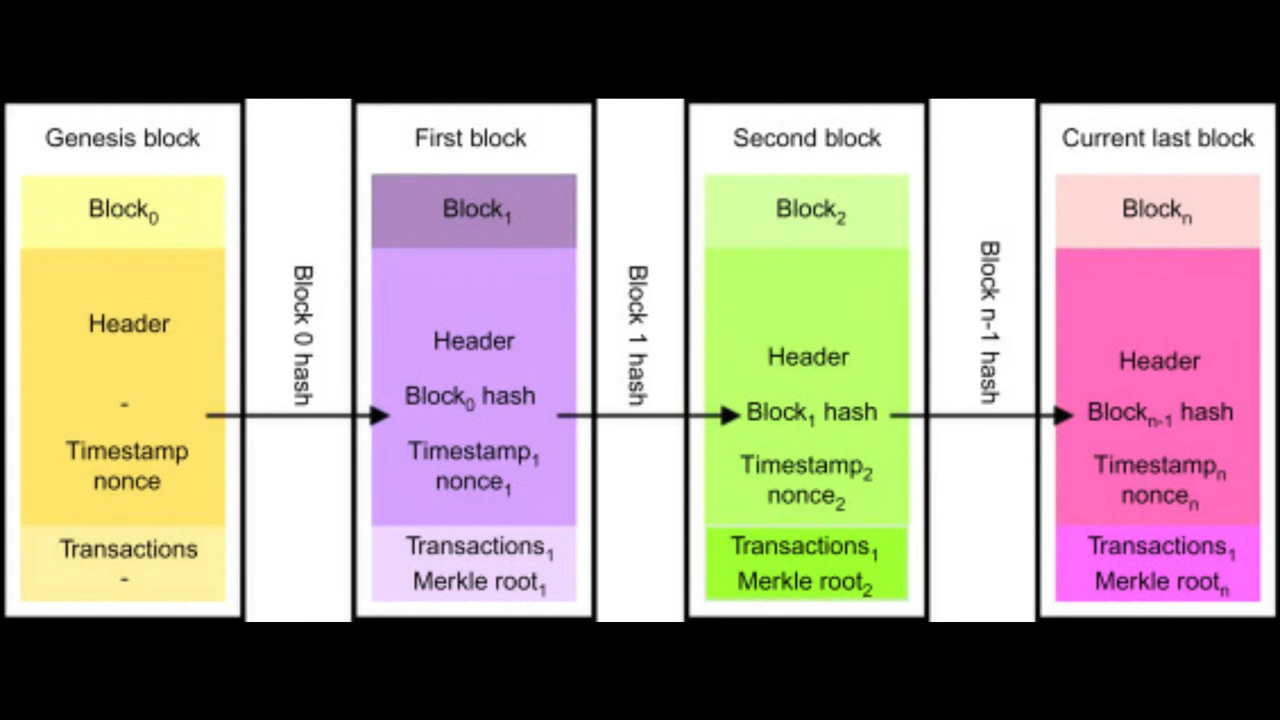 Genesis block
Block₀
Header
-
Timestamp
nonce
Transactions
-
Block 0 hash
First block
Block₁
Header
Block₀ hash
Timestamp₁
nonce₁
Transactions₁
Merkle root₁
Block 1 hash
Second block
Block₂
Header
Block₁ hash
Timestamp₂
nonce₂
Transactions₁
Merkle root₂
Block n-1 hash
Current last block
Blockₙ
Header
Blockₙ₋₁ hash
Timestampₙ
nonceₙ
Transactions₁
Merkle rootₙ